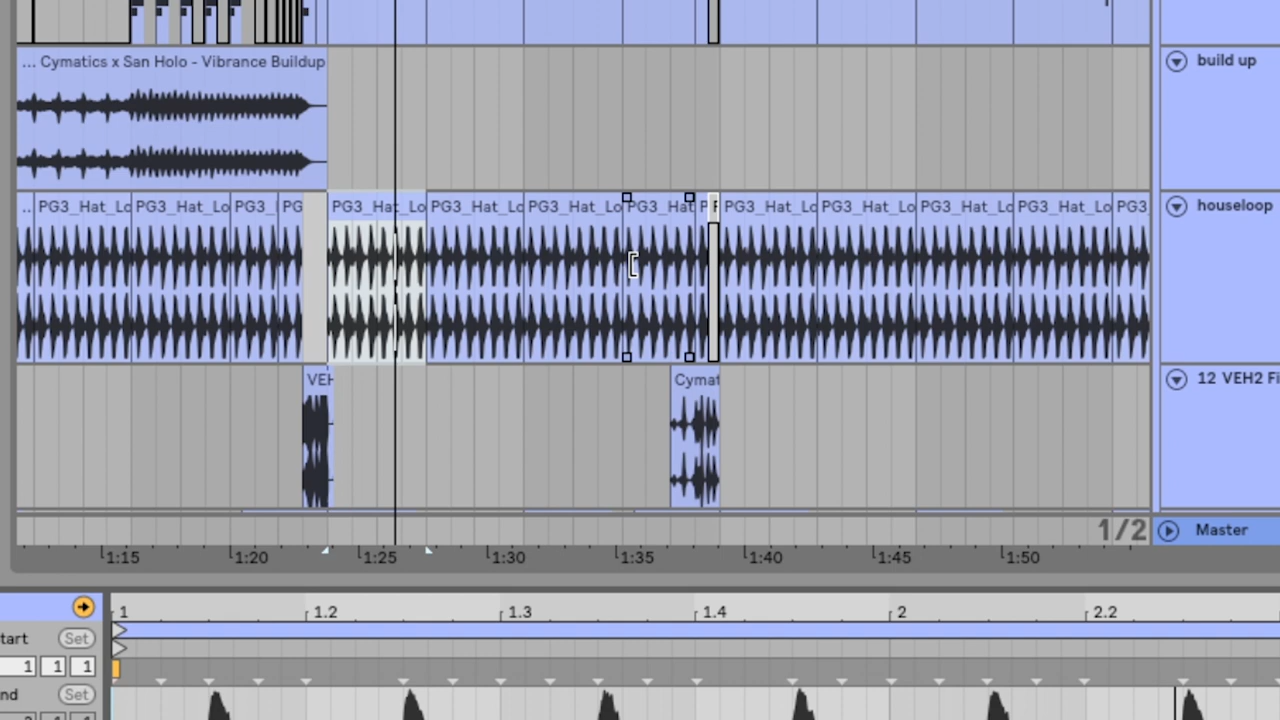 ... Cymatics x San Holo - Vibrance Buildup
build up
.. PG3_Hat_Lo PG3_Hat_Lo PG3_ PG PG3_Hat_Lo PG3_Hat_Lo PG3_Hat_Lo PG3_Hat P F PG3_Hat_Lo PG3_Hat_Lo PG3_Hat_Lo PG3_Hat_Lo PG3
houseloop
VEH Cymat
12 VEH2 Fi
1/2 Master
1:15 1:20 1:25 1:30 1:35 1:40 1:45 1:50
1 1.2 1.3 1.4 2 2.2
tart Set
1 1 1
nd Set